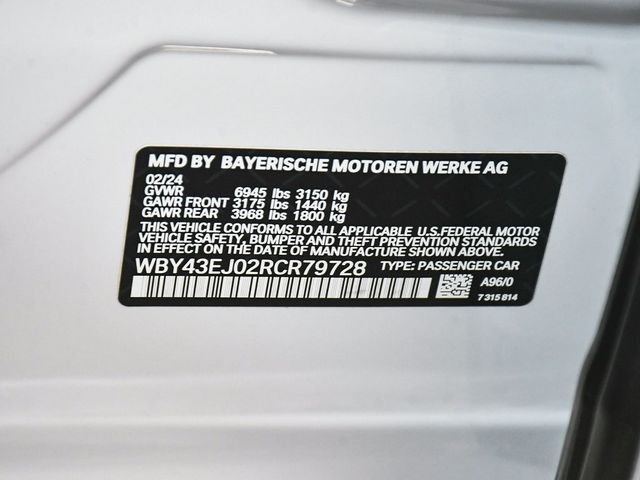 MFD BY BAYERISCHE MOTOREN WERKE AG
02/24
GVWR 6945 lbs 3150 kg
GAWR FRONT 3175 lbs 1440 kg
GAWR REAR 3968 lbs 1800 kg
THIS VEHICLE CONFORMS TO ALL APPLICABLE U.S.FEDERAL MOTOR
VEHICLE SAFETY, BUMPER AND THEFT PREVENTION STANDARDS
IN EFFECT ON THE DATE OF MANUFACTURE SHOWN ABOVE.
WBY43EJ02RCR79728 TYPE: PASSENGER CAR
A96/0
7 315 814